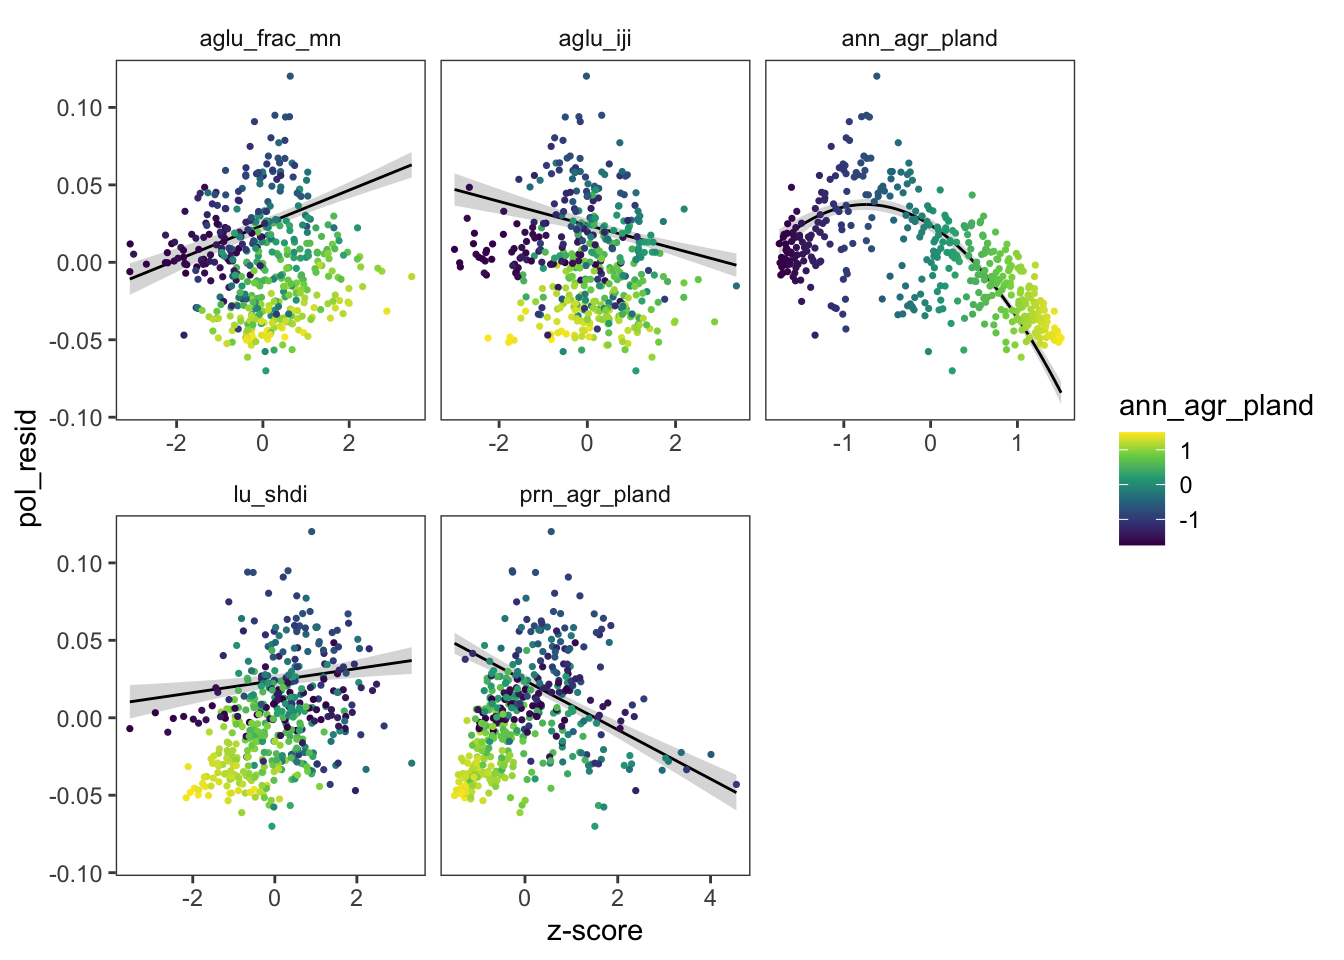 aglu_frac_mn aglu_iji ann_agr_pland
0.10
0.05
0.00
-0.05
-0.10
-2 0 2 -2 0 2 -1 0 1
pol_resid
ann_agr_pland
1
0
-1
lu_shdi prn_agr_pland
0.10
0.05
0.00
-0.05
-0.10
-2 0 2 0 2 4
z-score